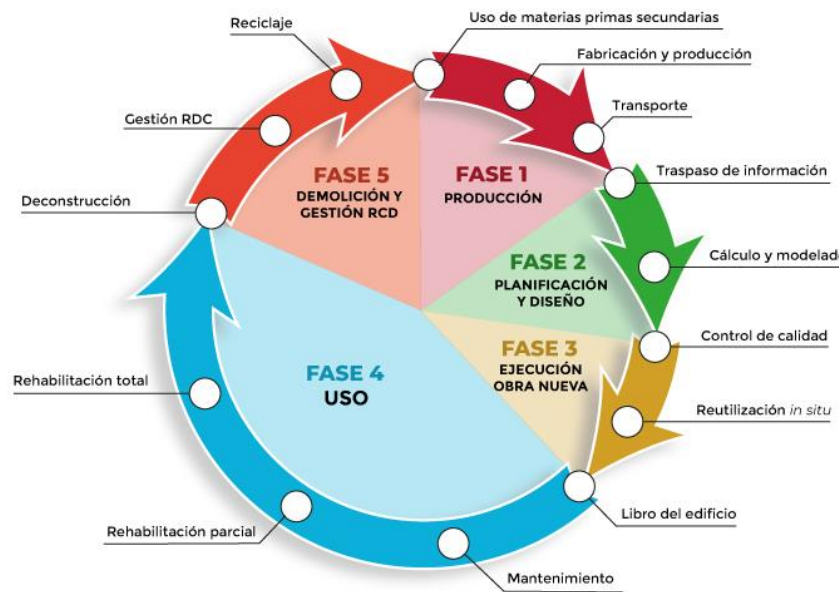 Reciclaje
Uso de materias primas secundarias
Fabricación y producción
Gestión RDC
Transporte
FASE 5
DEMOLICIÓN Y
GESTIÓN RCD
FASE 1
PRODUCCIÓN
Traspaso de información
Deconstrucción
FASE 2
PLANIFICACIÓN
Y DISEÑO
Cálculo y modelado
Control de calidad
FASE 3
EJECUCIÓN
OBRA NUEVA
FASE 4
USO
Rehabilitación total
Reutilización in situ
Libro del edificio
Rehabilitación parcial
Mantenimiento